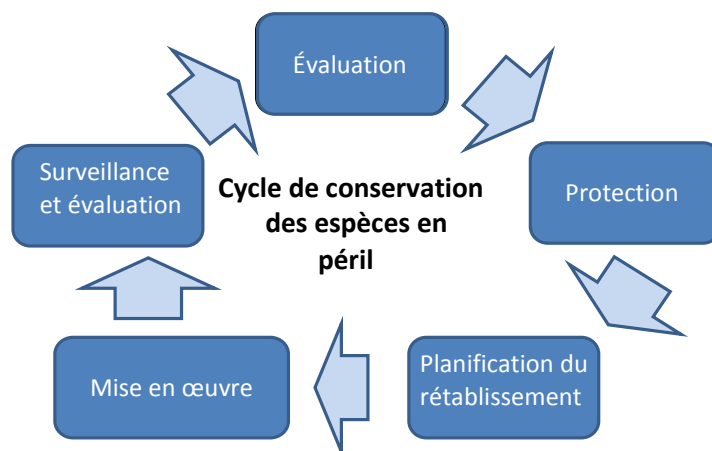 Évaluation
Surveillance
et évaluation
Cycle de conservation
des espèces en
péril
Protection
Planification du
rétablissement
Mise en œuvre